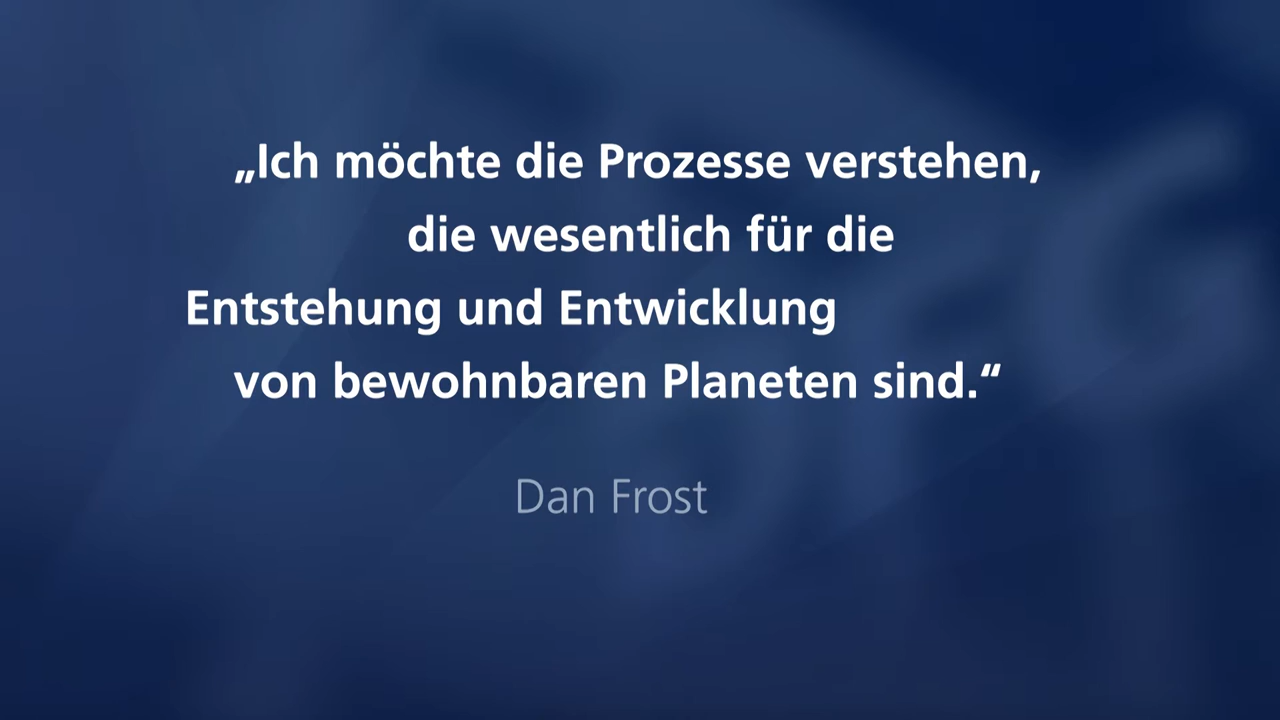 „Ich möchte die Prozesse verstehen,
die wesentlich für die
Entstehung und Entwicklung
von bewohnbaren Planeten sind.“
Dan Frost